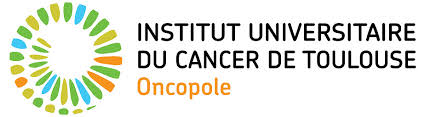 INSTITUT UNIVERSITAIRE
DU CANCER DE TOULOUSE
Oncopole